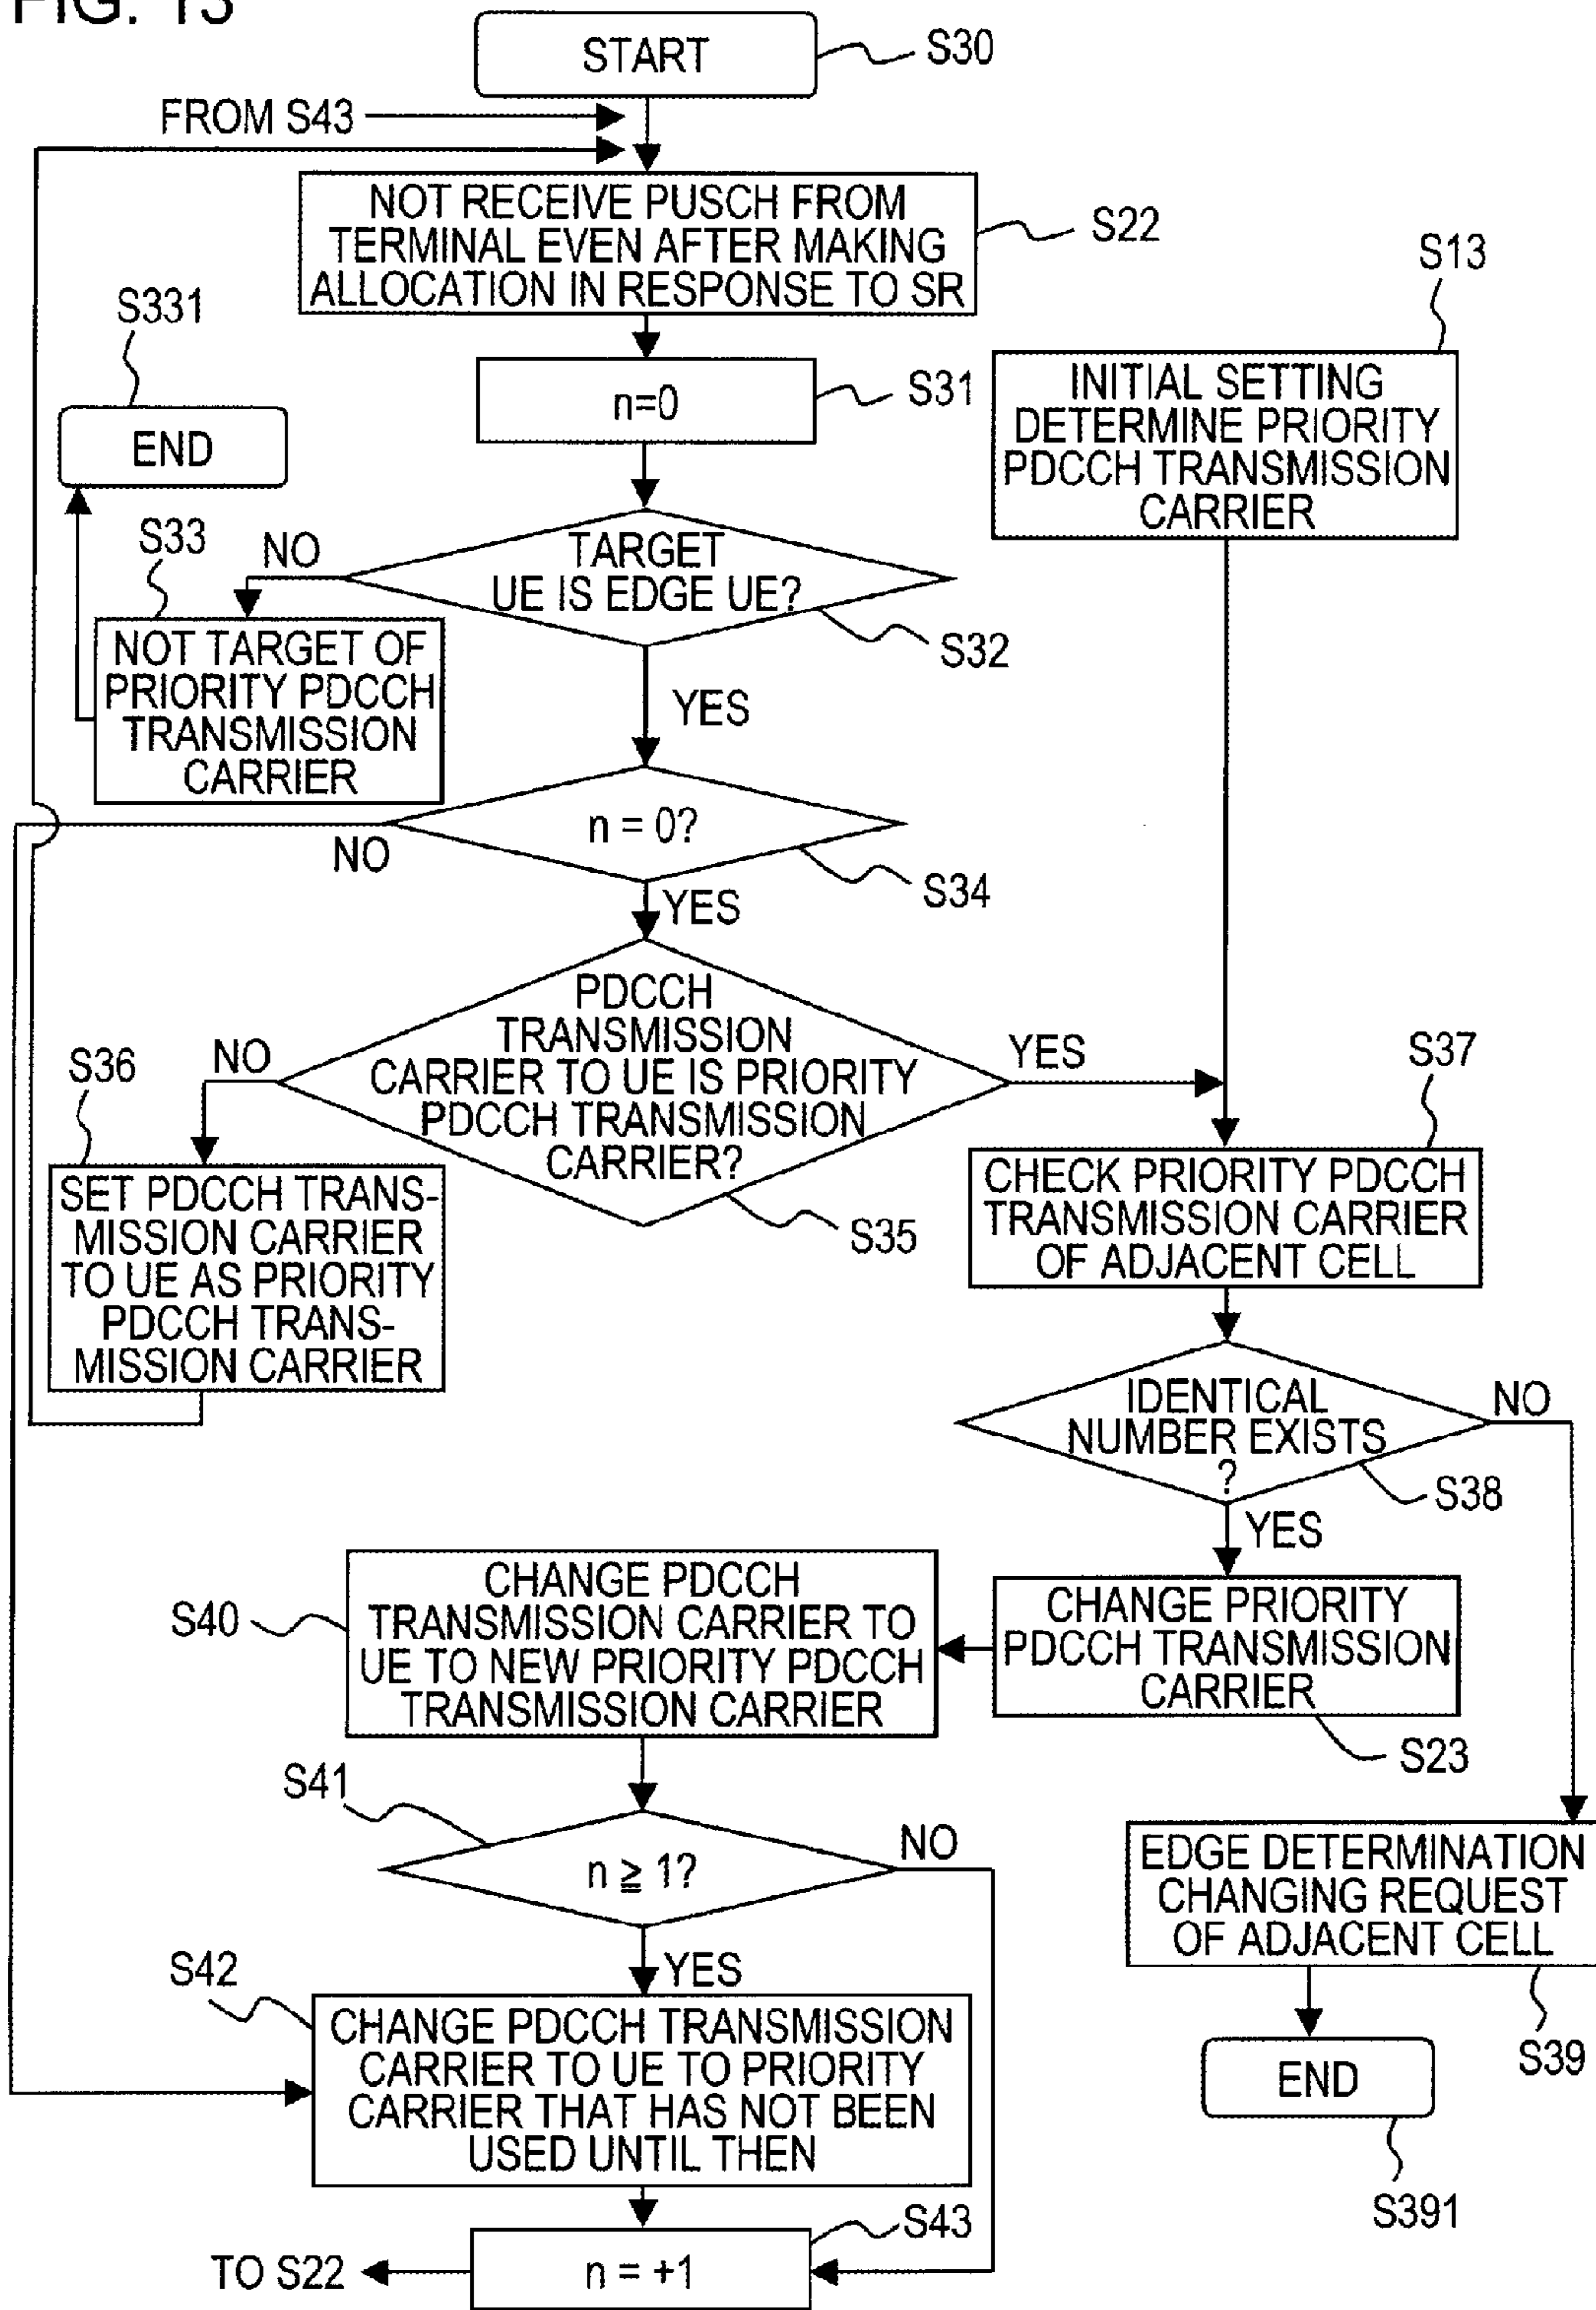 FIG. 13
START
S30
FROM S43
NOT RECEIVE PUSCH FROM
TERMINAL EVEN AFTER MAKING
ALLOCATION IN RESPONSE TO SR
S22
S13
S331
n=0
S31
INITIAL SETTING
DETERMINE PRIORITY
PDCCH TRANSMISSION
CARRIER
END
S33
NO
TARGET
UE IS EDGE UE?
S32
NOT TARGET OF
PRIORITY PDCCH
TRANSMISSION
CARRIER
YES
n = 0?
NO
S34
YES
PDCCH
TRANSMISSION
CARRIER TO UE IS PRIORITY
PDCCH TRANSMISSION
CARRIER?
S36
NO
YES
S37
S35
SET PDCCH TRANS-
MISSION CARRIER
TO UE AS PRIORITY
PDCCH TRANS-
MISSION CARRIER
CHECK PRIORITY PDCCH
TRANSMISSION CARRIER
OF ADJACENT CELL
IDENTICAL
NUMBER EXISTS
?
NO
S38
YES
S40
CHANGE PDCCH
TRANSMISSION CARRIER TO
UE TO NEW PRIORITY PDCCH
TRANSMISSION CARRIER
CHANGE PRIORITY
PDCCH TRANSMISSION
CARRIER
S23
S41
n ≧ 1?
NO
EDGE DETERMINATION
CHANGING REQUEST
OF ADJACENT CELL
S42
YES
CHANGE PDCCH TRANSMISSION
CARRIER TO UE TO PRIORITY
CARRIER THAT HAS NOT BEEN
USED UNTIL THEN
S39
END
S391
S43
TO S22
n = +1